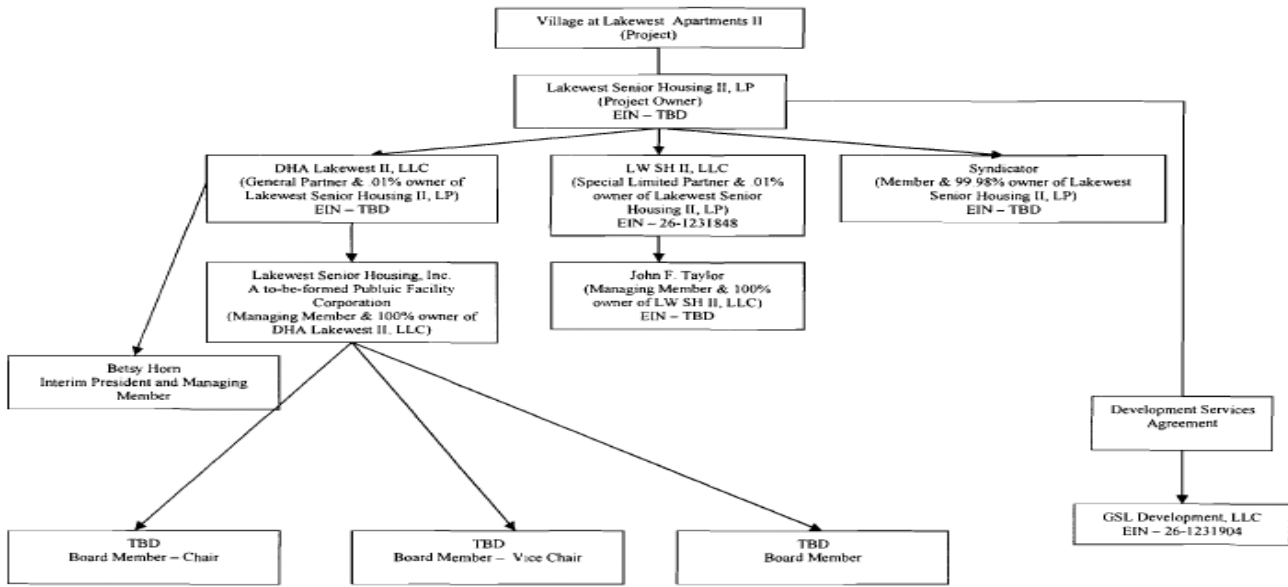 Village at Lakewest Apartments II
(Project)
Lakewest Senior Housing II, LP
(Project Owner)
EIN – TBD
DHA Lakewest II, LLC
(General Partner & .01% owner of
Lakewest Senior Housing II, LP)
EIN – TBD
LW SH II, LLC
(Special Limited Partner & .01%
owner of Lakewest Senior
Housing II, LP)
EIN – 26-1231848
Syndicator
(Member & 99.98% owner of Lakewest
Senior Housing II, LP)
EIN – TBD
Lakewest Senior Housing, Inc.
A to-be-formed Publuic Facility
Corporation
(Managing Member & 100% owner of
DHA Lakewest II, LLC)
John F. Taylor
(Managing Member & 100%
owner of LW SH II, LLC)
EIN – TBD
Betsy Horn
Interim President and Managing
Member
Development Services
Agreement
GSL Development, LLC
EIN – 26-1231904
TBD
Board Member – Chair
TBD
Board Member – Vice Chair
TBD
Board Member